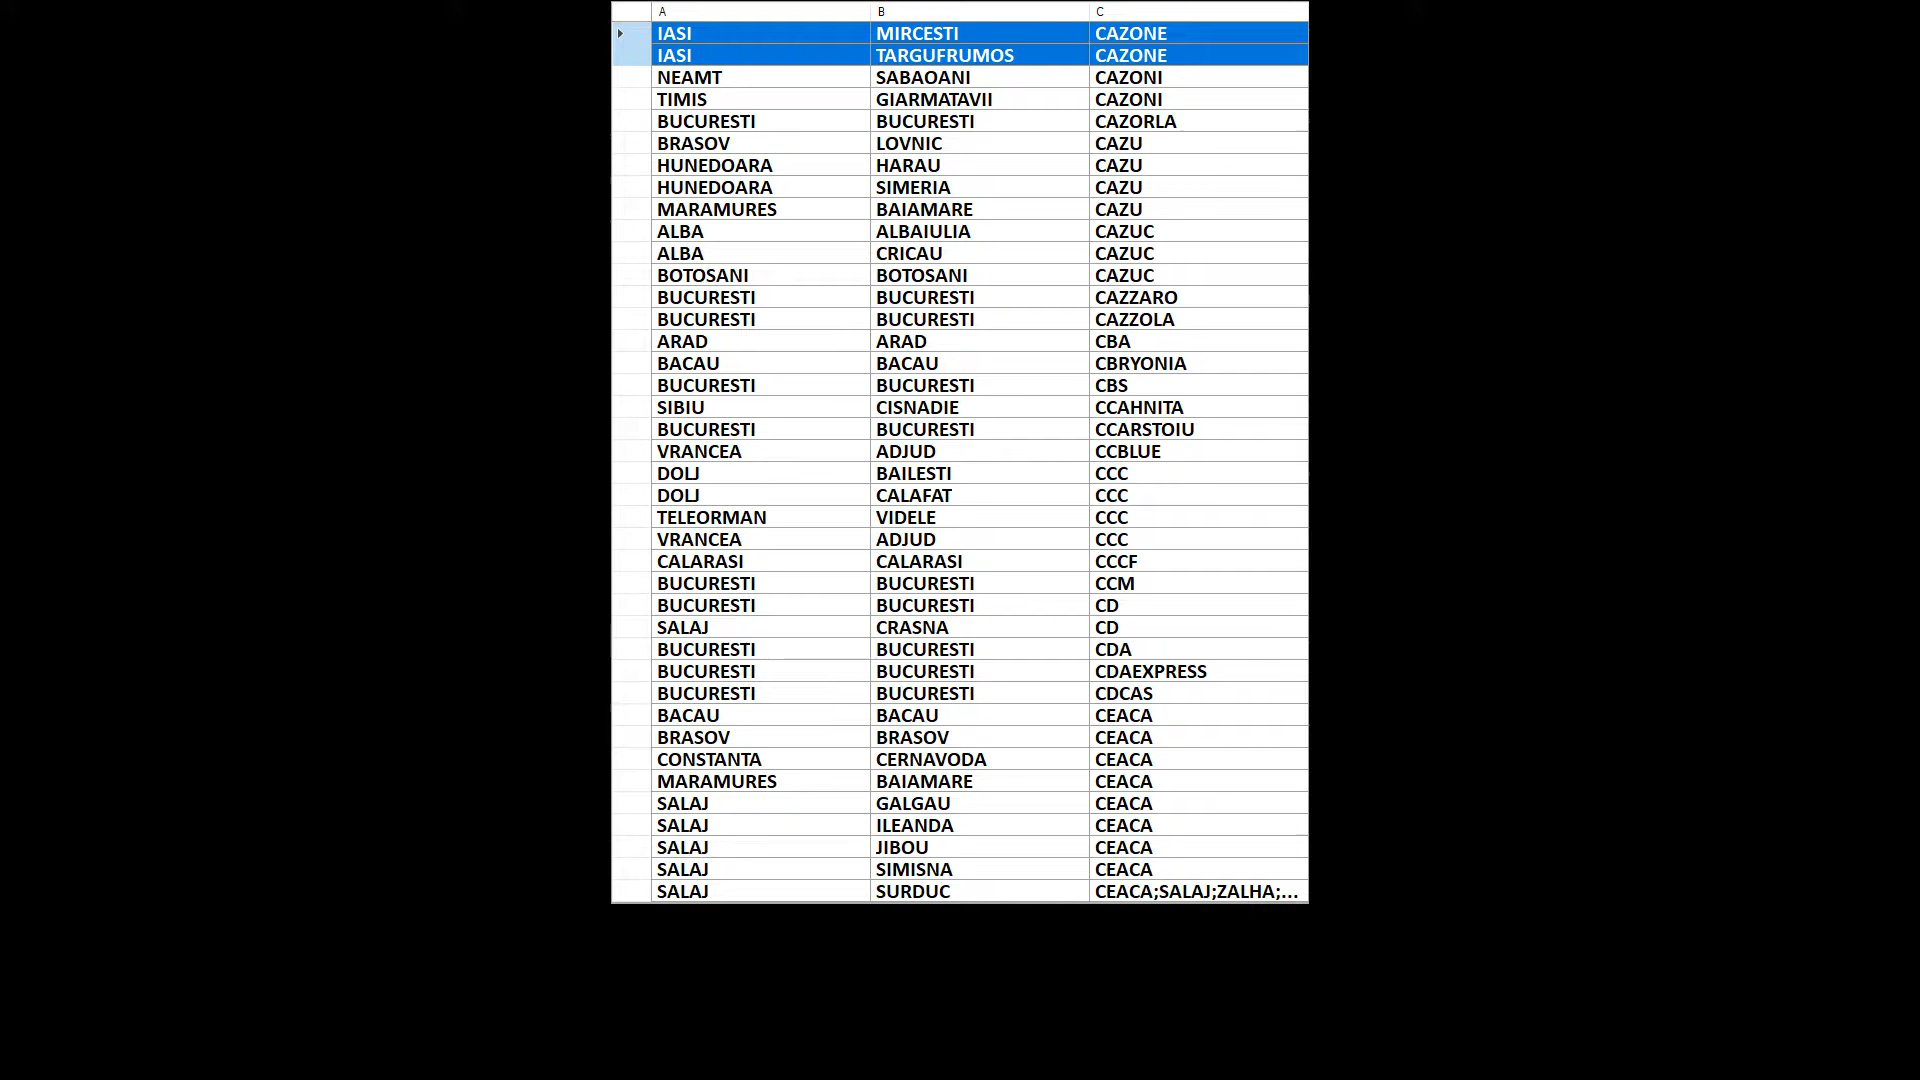 A B C
IASI MIRCESTI CAZONE
IASI TARGUFRUMOS CAZONE
NEAMT SABAOANI CAZONI
TIMIS GIARMATAVII CAZONI
BUCURESTI BUCURESTI CAZORLA
BRASOV LOVNIC CAZU
HUNEDOARA HARAU CAZU
HUNEDOARA SIMERIA CAZU
MARAMURES BAIAMARE CAZU
ALBA ALBAIULIA CAZUC
ALBA CRICAU CAZUC
BOTOSANI BOTOSANI CAZUC
BUCURESTI BUCURESTI CAZZARO
BUCURESTI BUCURESTI CAZZOLA
ARAD ARAD CBA
BACAU BACAU CBRYONIA
BUCURESTI BUCURESTI CBS
SIBIU CISNADIE CCAHNITA
BUCURESTI BUCURESTI CCARSTOIU
VRANCEA ADJUD CCBLUE
DOLJ BAILESTI CCC
DOLJ CALAFAT CCC
TELEORMAN VIDELE CCC
VRANCEA ADJUD CCC
CALARASI CALARASI CCCF
BUCURESTI BUCURESTI CCM
BUCURESTI BUCURESTI CD
SALAJ CRASNA CD
BUCURESTI BUCURESTI CDA
BUCURESTI BUCURESTI CDAEXPRESS
BUCURESTI BUCURESTI CDCAS
BACAU BACAU CEACA
BRASOV BRASOV CEACA
CONSTANTA CERNAVODA CEACA
MARAMURES BAIAMARE CEACA
SALAJ GALGAU CEACA
SALAJ ILEANDA CEACA
SALAJ JIBOU CEACA
SALAJ SIMISNA CEACA
SALAJ SURDUC CEACA;SALAJ;ZALHA;...